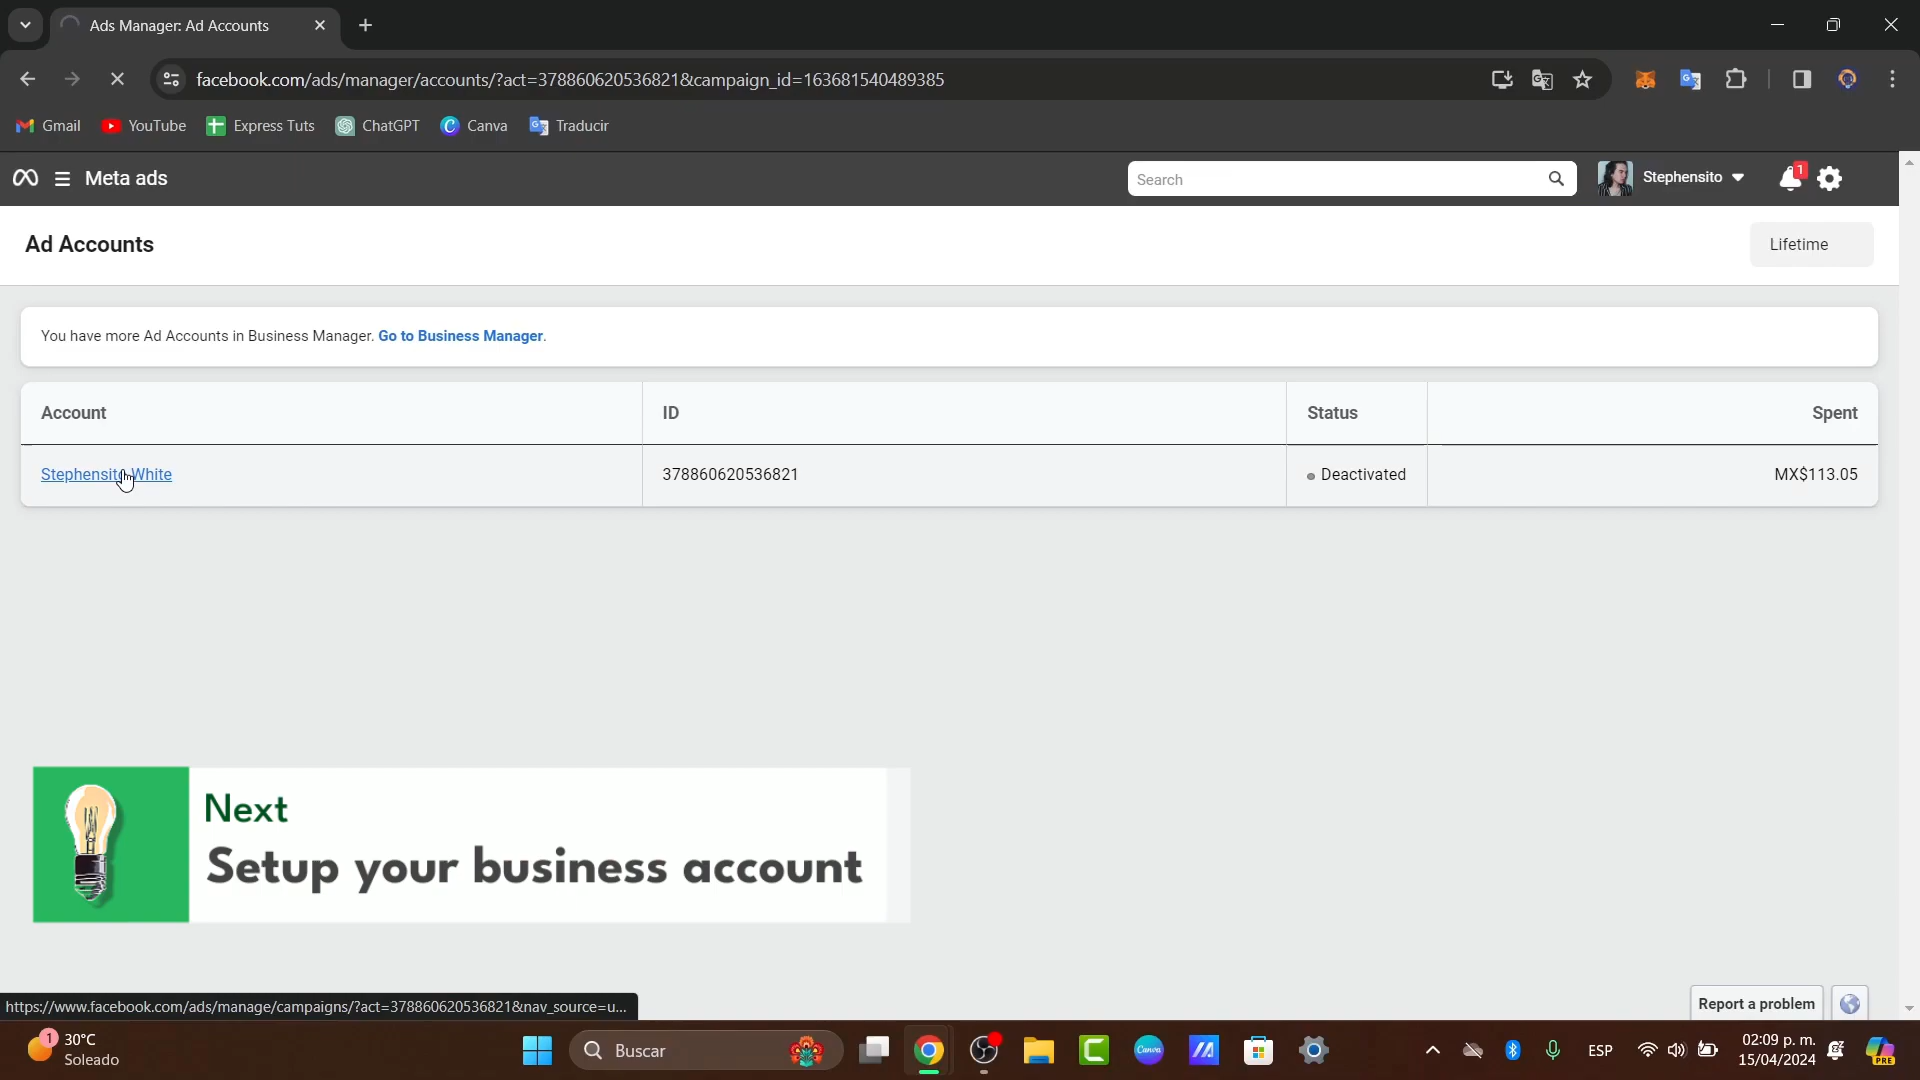 Ads Manager: Ad Accounts
facebook.com/ads/manager/accounts/?act=378860620536821&campaign_id=163681540489385
Gmail YouTube Express Tuts ChatGPT Canva Traducir
Meta ads Search Stephensito 1
Ad Accounts Lifetime
You have more Ad Accounts in Business Manager. Go to Business Manager.
Account ID Status Spent
Stephensito White 378860620536821 Deactivated MX$113.05
Next
Setup your business account
https://www.facebook.com/ads/manage/campaigns/?act=378860620536821&nav_source=u...
Report a problem
1 30°C
Soleado
Buscar
Canva
ESP
02:09 p. m.
15/04/2024
PRE